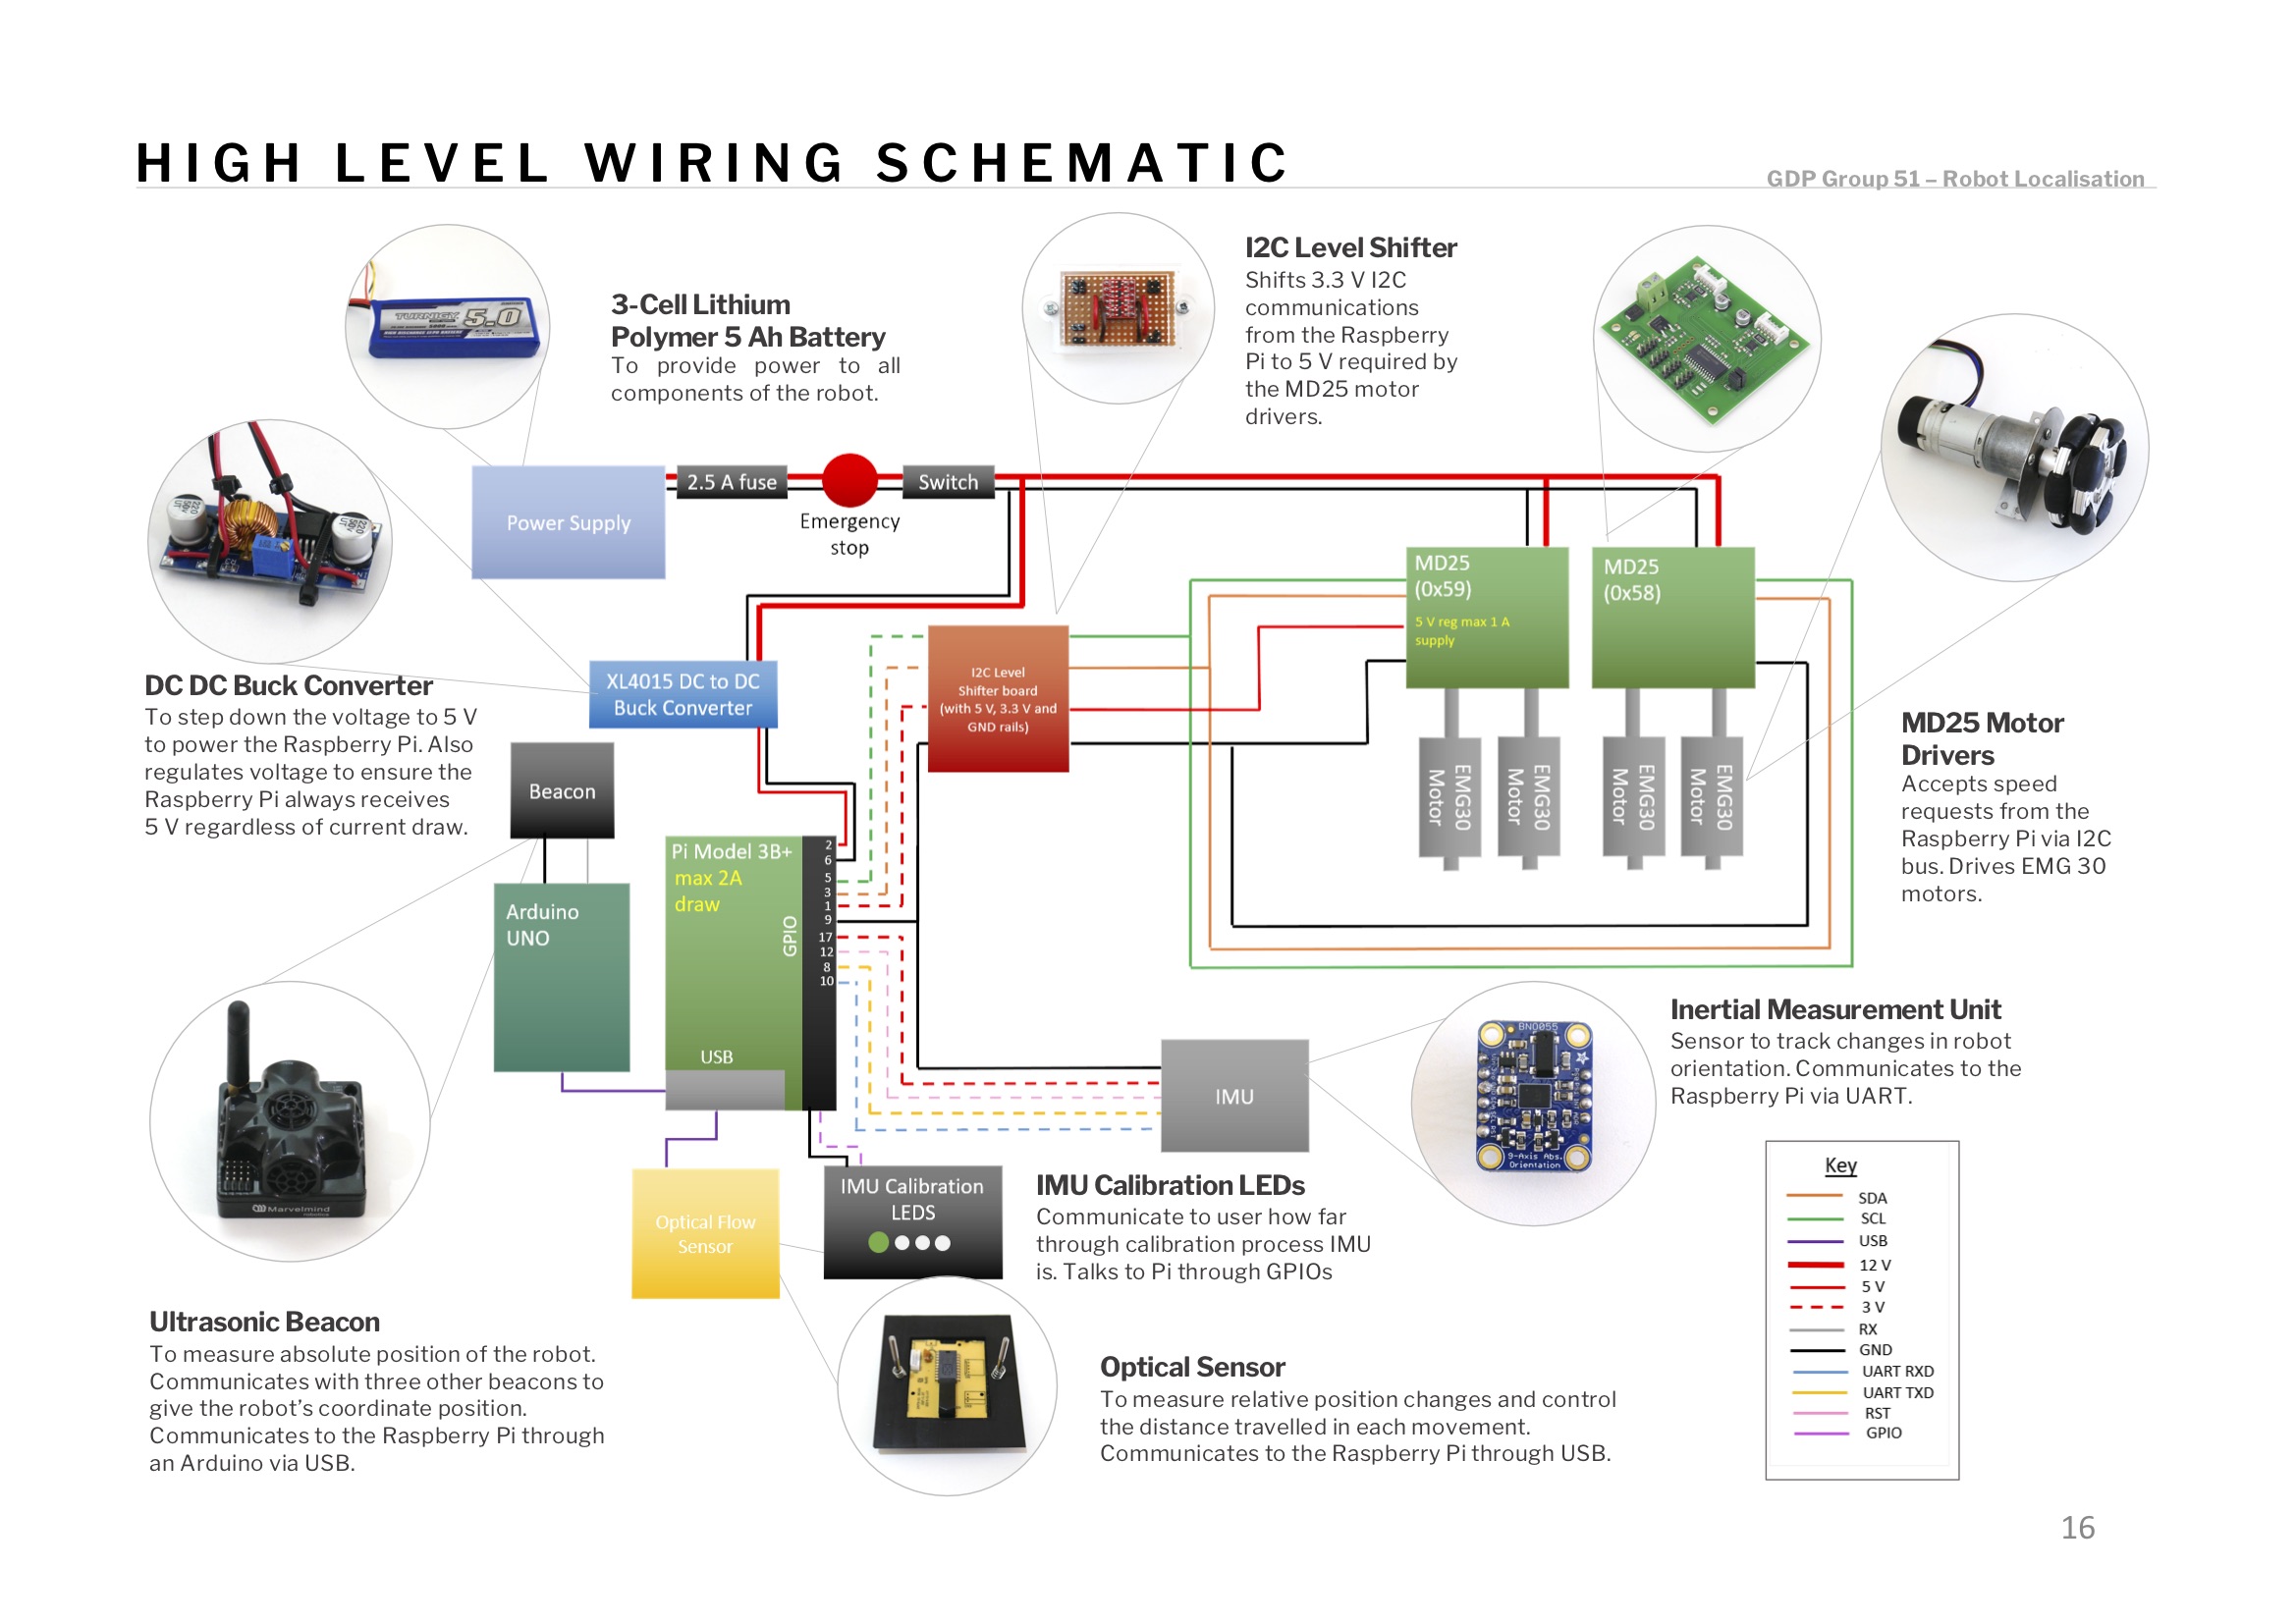 HIGH LEVEL WIRING SCHEMATIC
GDP Group 51 – Robot Localisation
TURNIGY 5.0
3-Cell Lithium
Polymer 5 Ah Battery
To provide power to all
components of the robot.
I2C Level Shifter
Shifts 3.3 V I2C
communications
from the Raspberry
Pi to 5 V required by
the MD25 motor
drivers.
Power Supply
2.5 A fuse
Emergency
stop
Switch
DC DC Buck Converter
To step down the voltage to 5 V
to power the Raspberry Pi. Also
regulates voltage to ensure the
Raspberry Pi always receives
5 V regardless of current draw.
XL4015 DC to DC
Buck Converter
I2C Level
Shifter board
(with 5 V, 3.3 V and
GND rails)
MD25
(0x59)
5 V reg max 1 A
supply
MD25
(0x58)
EMG30
Motor
EMG30
Motor
EMG30
Motor
EMG30
Motor
MD25 Motor
Drivers
Accepts speed
requests from the
Raspberry Pi via I2C
bus. Drives EMG 30
motors.
Beacon
Arduino
UNO
Pi Model 3B+
max 2A
draw
GPIO
2
6
5
3
1
9
17
12
8
10
USB
IMU
BNO055
9-Axis Abs.
Orientation
Inertial Measurement Unit
Sensor to track changes in robot
orientation. Communicates to the
Raspberry Pi via UART.
Marvelmind
robotics
Optical Flow
Sensor
IMU Calibration
LEDS
IMU Calibration LEDs
Communicate to user how far
through calibration process IMU
is. Talks to Pi through GPIOs
Ultrasonic Beacon
To measure absolute position of the robot.
Communicates with three other beacons to
give the robot’s coordinate position.
Communicates to the Raspberry Pi through
an Arduino via USB.
Optical Sensor
To measure relative position changes and control
the distance travelled in each movement.
Communicates to the Raspberry Pi through USB.
Key
SDA
SCL
USB
12 V
5 V
3 V
RX
GND
UART RXD
UART TXD
RST
GPIO
16